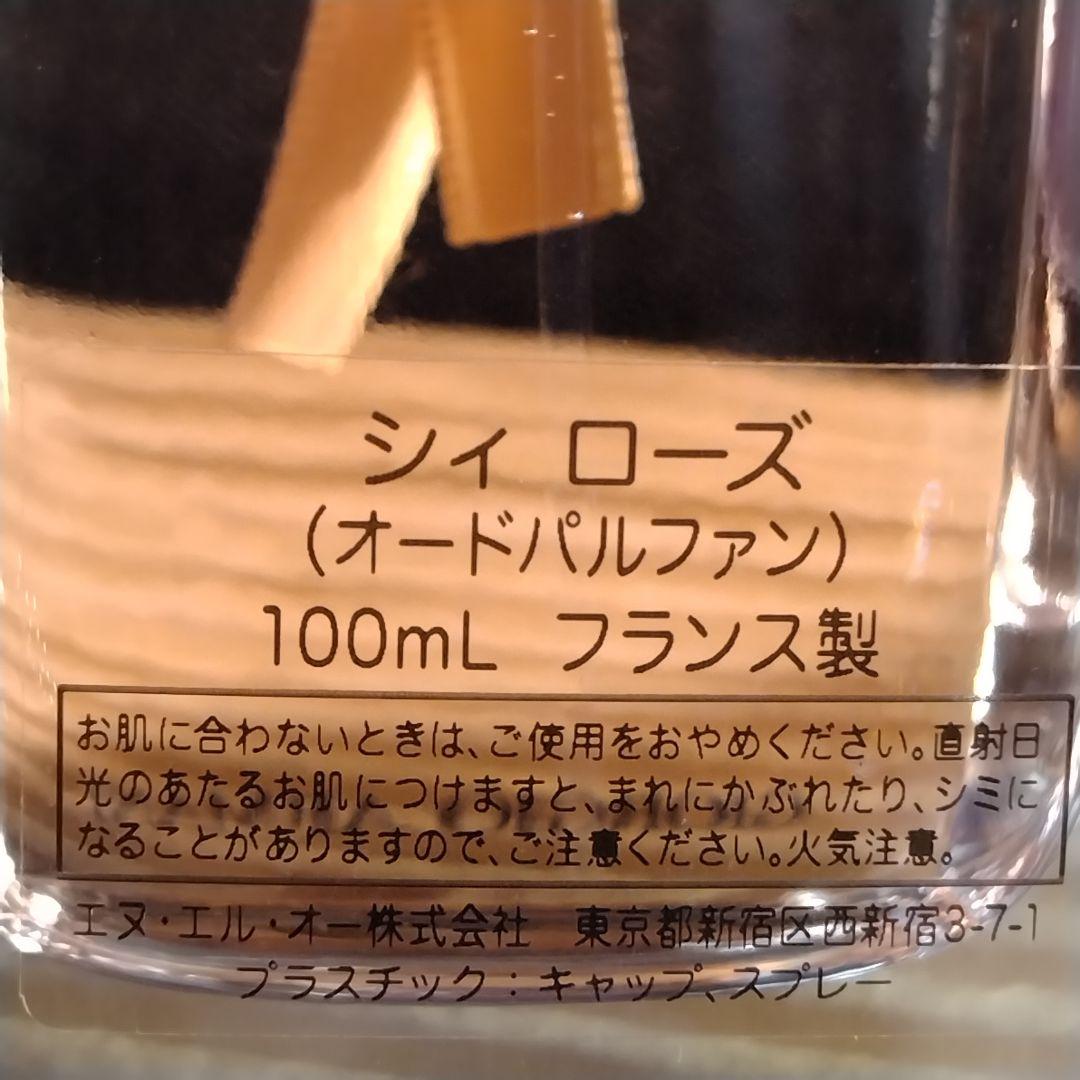 シィ ローズ
(オードパルファン)
100mL フランス製
お肌に合わないときは、ご使用をおやめください。直射日
光のあたるお肌につけますと、まれにかぶれたり、シミに
なることがありますので、ご注意ください。火気注意。
エヌ・エル・オー株式会社 東京都新宿区西新宿3-7-1
プラスチック：キャップ、スプレー